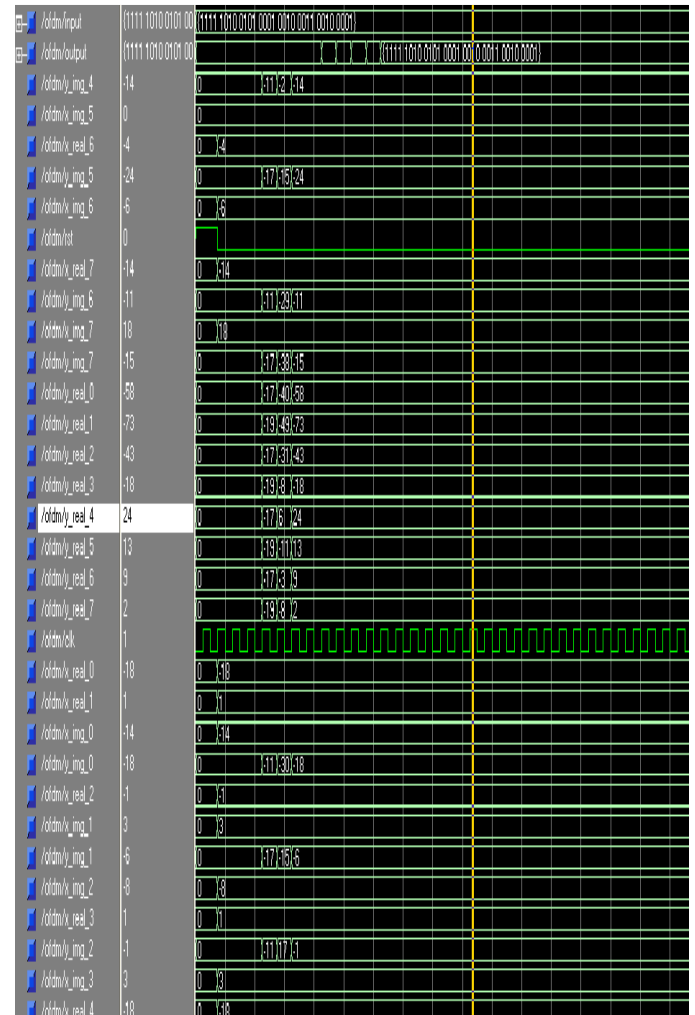 /ofdm/input {1111 1010 0101 00 {1111 1010 0101 0001 0010 0011 0010 0001}
/ofdm/output {1111 1010 0101 00 {1111 1010 0101 0001 0010 0011 0010 0001}
/ofdm/y_img_4 -14 0 -11 -2 -14
/ofdm/x_img_5 0 0
/ofdm/x_real_6 -4 0 -4
/ofdm/y_img_5 -24 0 -17 -15 -24
/ofdm/x_img_6 -6 0 -6
/ofdm/rst 0
/ofdm/x_real_7 -14 0 -14
/ofdm/y_img_6 -11 0 -11 -29 -11
/ofdm/x_img_7 18 0 18
/ofdm/y_img_7 -15 0 -17 -38 -15
/ofdm/y_real_0 -58 0 -17 -40 -58
/ofdm/y_real_1 -73 0 -19 -49 -73
/ofdm/y_real_2 -43 0 -17 -31 -43
/ofdm/y_real_3 -18 0 -19 -8 -18
/ofdm/y_real_4 24 0 -17 6 24
/ofdm/y_real_5 13 0 -19 -11 13
/ofdm/y_real_6 9 0 -17 -3 9
/ofdm/y_real_7 2 0 -19 -8 2
/ofdm/clk 1
/ofdm/x_real_0 -18 0 -18
/ofdm/x_real_1 1 0 1
/ofdm/x_img_0 -14 0 -14
/ofdm/y_img_0 -18 0 -11 -30 -18
/ofdm/x_real_2 -1 0 -1
/ofdm/x_img_1 3 0 3
/ofdm/y_img_1 -6 0 -17 -15 -6
/ofdm/x_img_2 -8 0 -8
/ofdm/x_real_3 1 0 1
/ofdm/y_img_2 -1 0 -11 17 -1
/ofdm/x_img_3 3 0 3
/ofdm/x_real_4 -18 0 -18